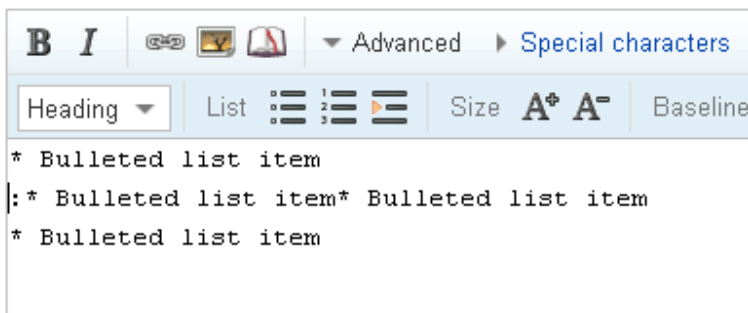 B I Advanced Special characters
Heading List Size A+ A- Baseline
* Bulleted list item
:* Bulleted list item* Bulleted list item
* Bulleted list item